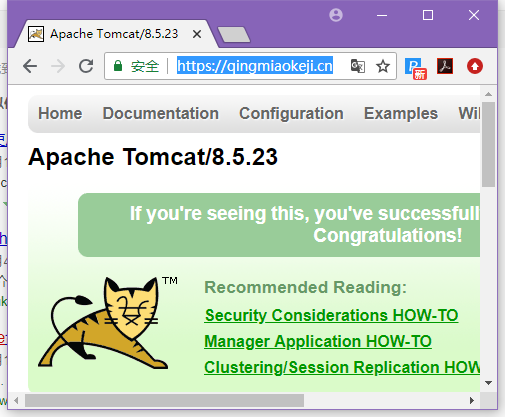 Apache Tomcat/8.5.23
安全 https://qingmiaokeji.cn
新
Home Documentation Configuration Examples Wi
Apache Tomcat/8.5.23
If you're seeing this, you've successfull
Congratulations!
TM
Recommended Reading:
Security Considerations HOW-TO
Manager Application HOW-TO
Clustering/Session Replication HOW